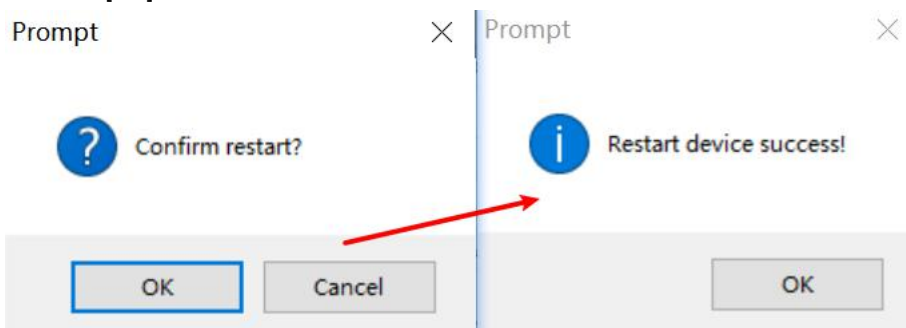 Prompt
Confirm restart?
OK Cancel
Prompt
Restart device success!
OK